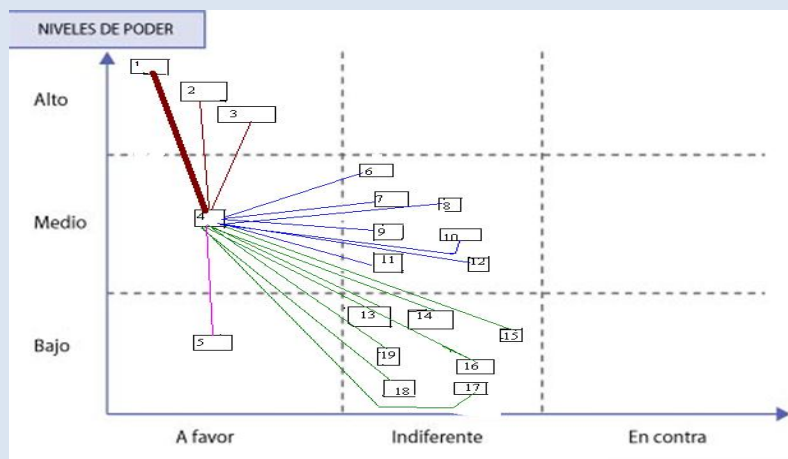 NIVELES DE PODER
1
2
3
Alto
6
7
8
4
Medio
9
10
11
12
13
14
15
5
Bajo
19
16
18
17
A favor
Indiferente
En contra